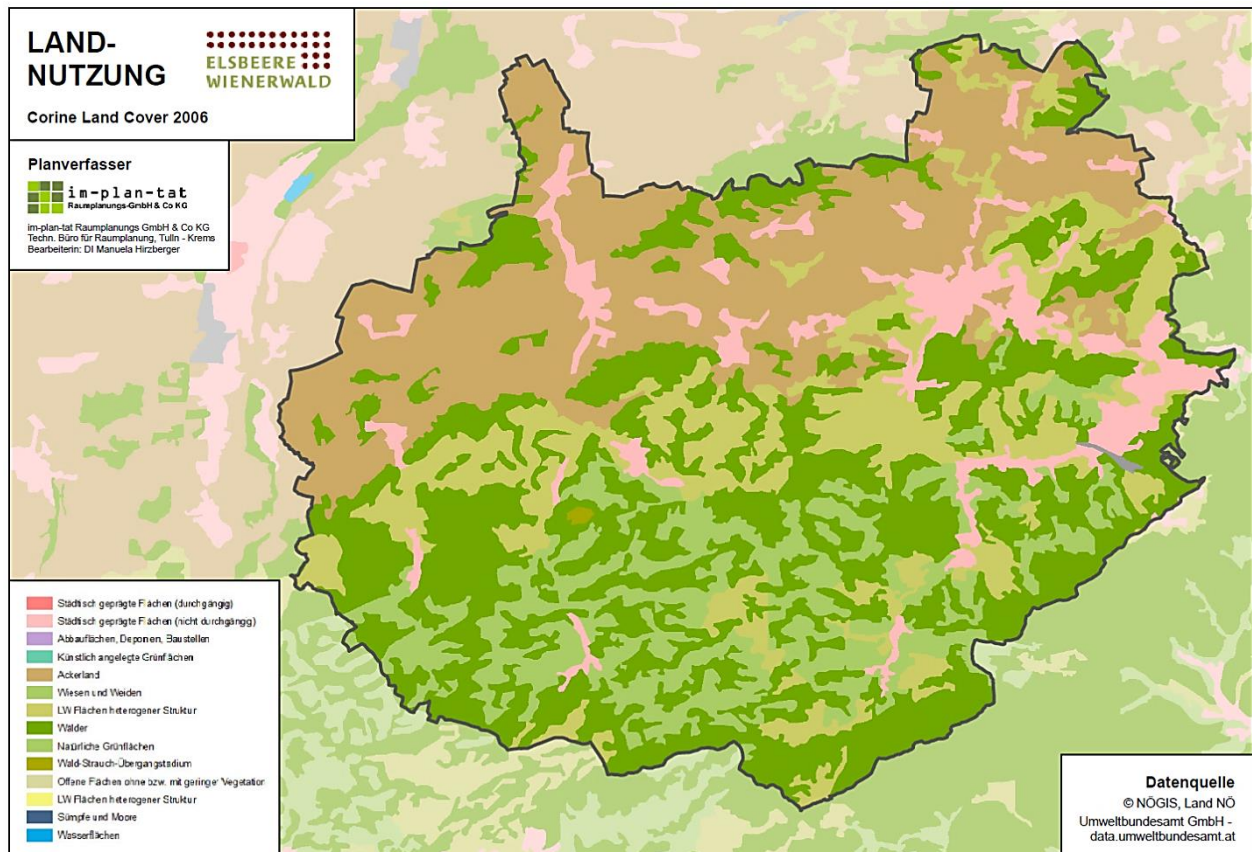 LAND-
NUTZUNG
ELSBEERE
WIENERWALD
Corine Land Cover 2006
Planverfasser
im-plan-tat
Raumplanungs-GmbH & Co KG
im-plan-tat Raumplanungs GmbH & Co KG
Techn. Büro für Raumplanung, Tulln - Krems
Bearbeiterin: DI Manuela Hirzberger
Städtisch geprägte Flächen (durchgängig)
Städtisch geprägte Flächen (nicht durchgängg)
Abbauflächen, Deponien, Baustellen
Künstlich angelegte Grünflächen
Ackerland
Wiesen und Weiden
LW Flächen heterogener Struktur
Wälder
Natürliche Grünflächen
Wald-Strauch-Übergangstadium
Offene Flächen ohne bzw. mit geringer Vegetation
LW Flächen heterogener Struktur
Sümpfe und Moore
Wasserflächen
Datenquelle
© NÖGIS, Land NÖ
Umweltbundesamt GmbH -
data.umweltbundesamt.at